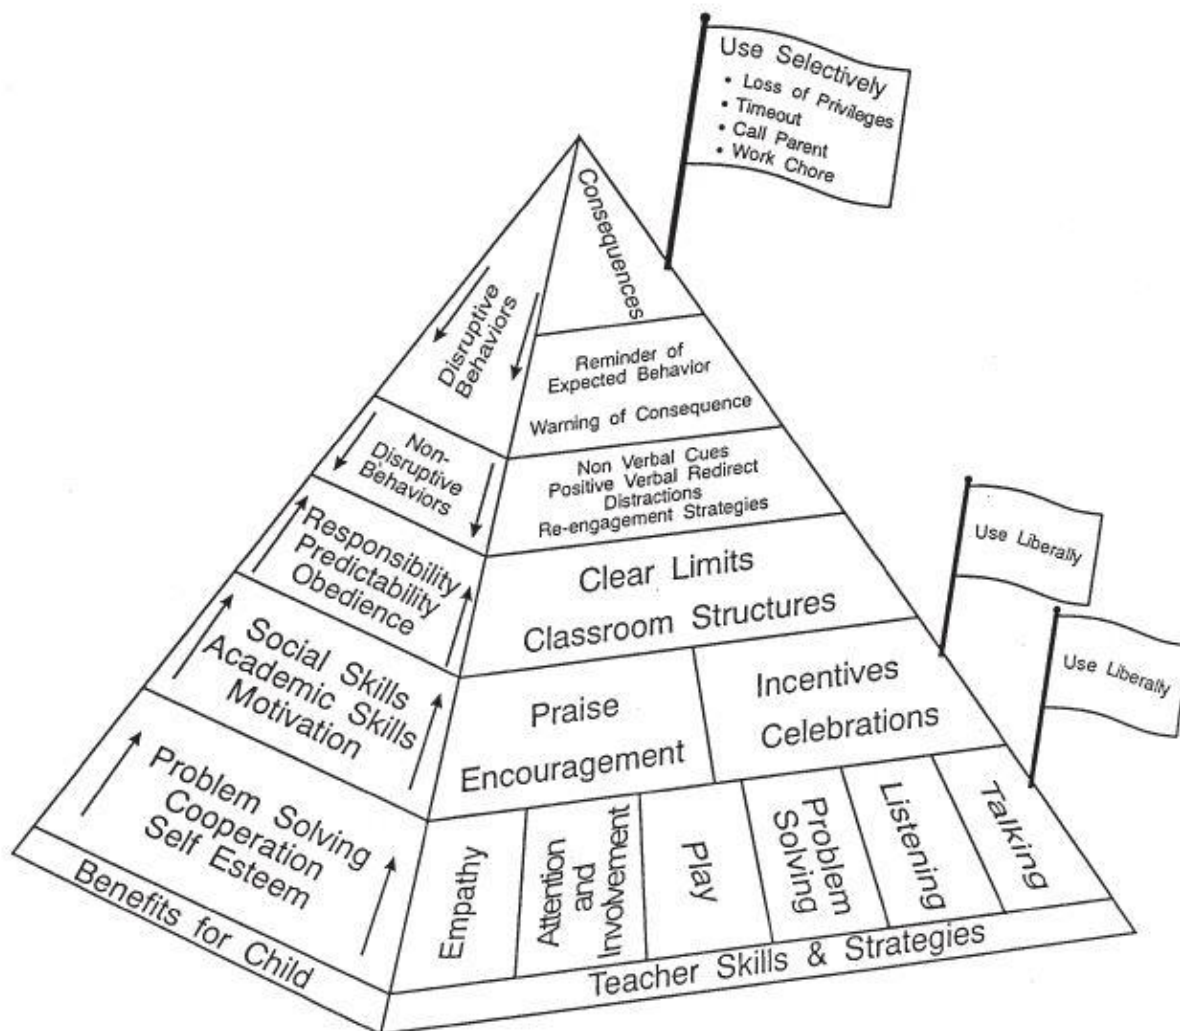 Use Selectively
• Loss of Privileges
• Timeout
• Call Parent
• Work Chore
Consequences
Disruptive
Behaviors
Reminder of
Expected Behavior
Warning of Consequence
Non-
Disruptive
Behaviors
Non Verbal Cues
Positive Verbal Redirect
Distractions
Re-engagement Strategies
Responsibility
Predictability
Obedience
Clear Limits
Classroom Structures
Use Liberally
Social Skills
Academic Skills
Motivation
Praise
Encouragement
Incentives
Celebrations
Use Liberally
Problem Solving
Cooperation
Self Esteem
Empathy
Attention
and
Involvement
Play
Problem
Solving
Listening
Talking
Benefits for Child
Teacher Skills & Strategies